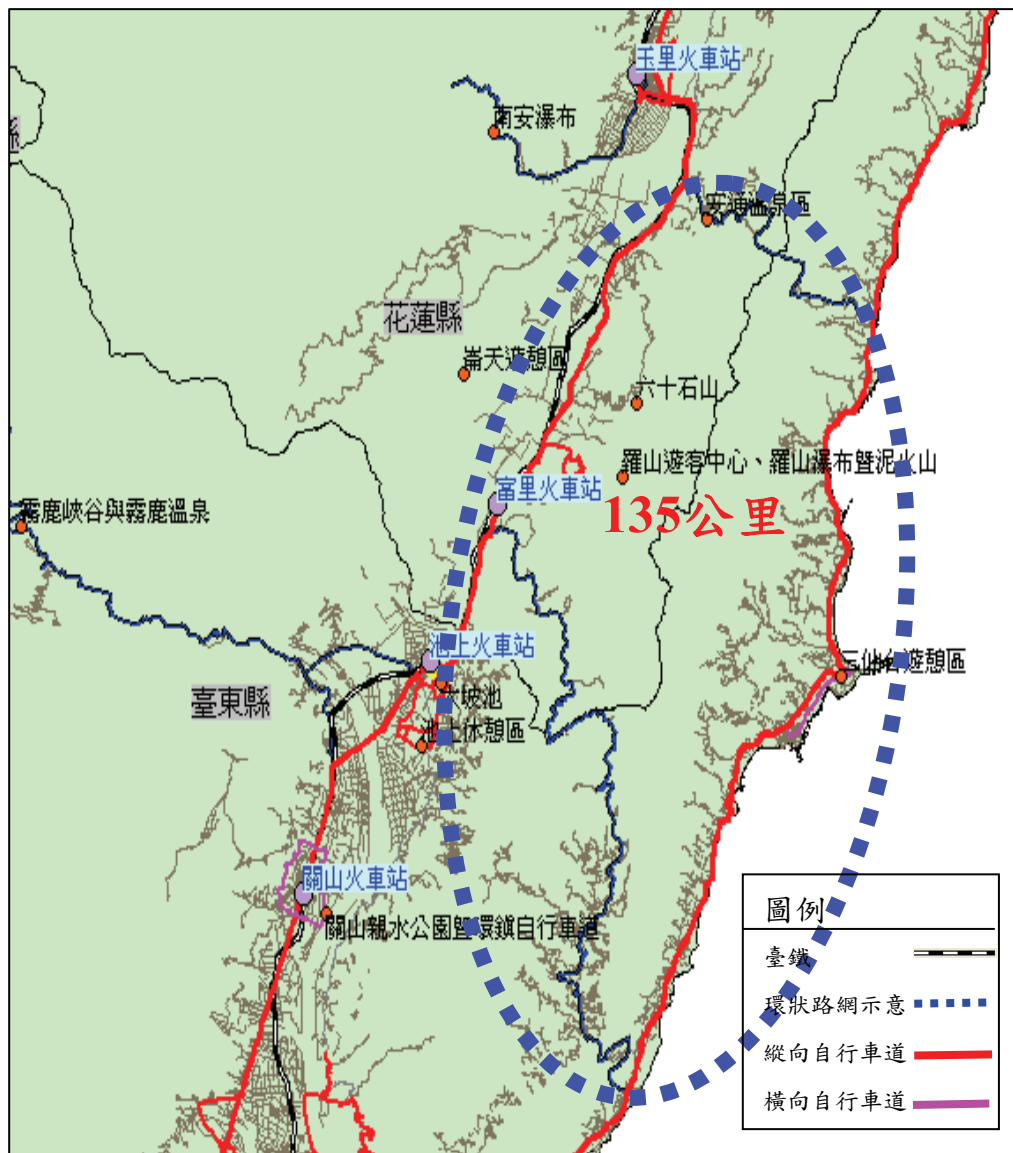 玉里火車站
南安瀑布
縣
安通溫泉區
花蓮縣
崙天遊憩區
六十石山
羅山遊客中心、羅山瀑布暨泥火山
富里火車站
135公里
霧鹿峽谷與霧鹿溫泉
池上火車站
三仙台遊憩區
大坡池
臺東縣
池上休憩區
關山火車站
關山親水公園暨環鎮自行車道
圖例
臺鐵
環狀路網示意
縱向自行車道
橫向自行車道